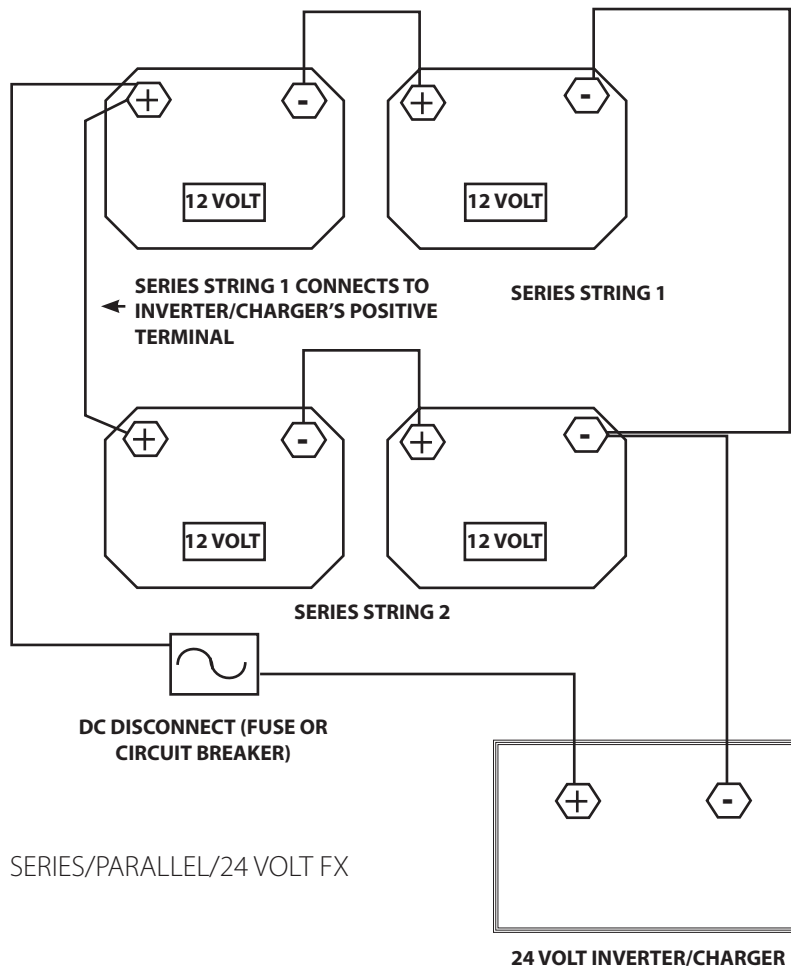 +
-
+
-
12 VOLT
12 VOLT
SERIES STRING 1 CONNECTS TO
INVERTER/CHARGER’S POSITIVE
TERMINAL
SERIES STRING 1
+
-
+
-
12 VOLT
12 VOLT
SERIES STRING 2
DC DISCONNECT (FUSE OR
CIRCUIT BREAKER)
+
-
SERIES/PARALLEL/24 VOLT FX
24 VOLT INVERTER/CHARGER